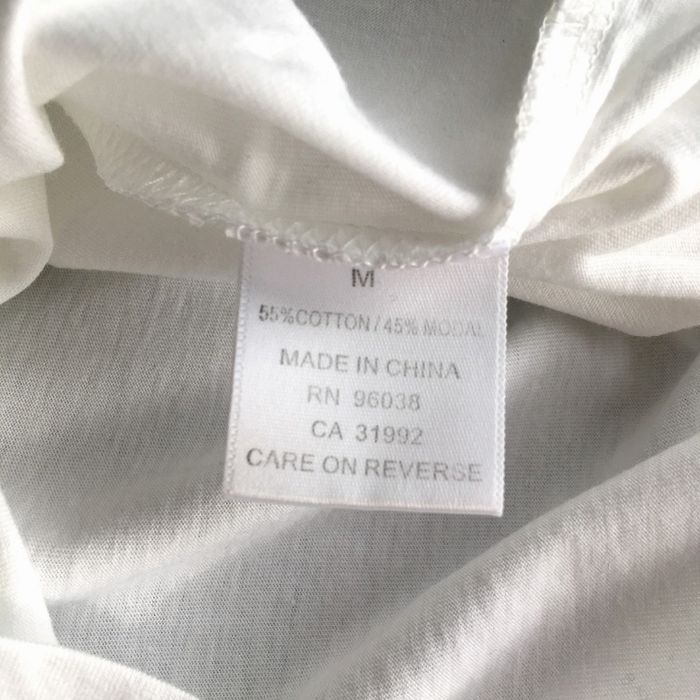 M
55%COTTON/45% MODAL
MADE IN CHINA
RN 96038
CA 31992
CARE ON REVERSE